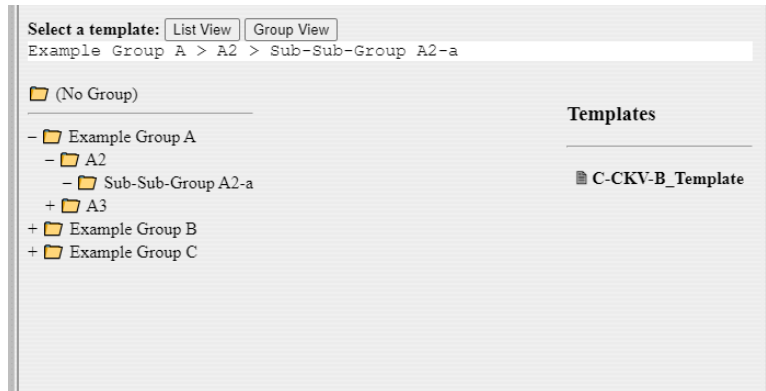 Select a template: List View Group View
Example Group A > A2 > Sub-Sub-Group A2-a
(No Group)
– Example Group A
– A2
– Sub-Sub-Group A2-a
+ A3
+ Example Group B
+ Example Group C
Templates
C-CKV-B_Template